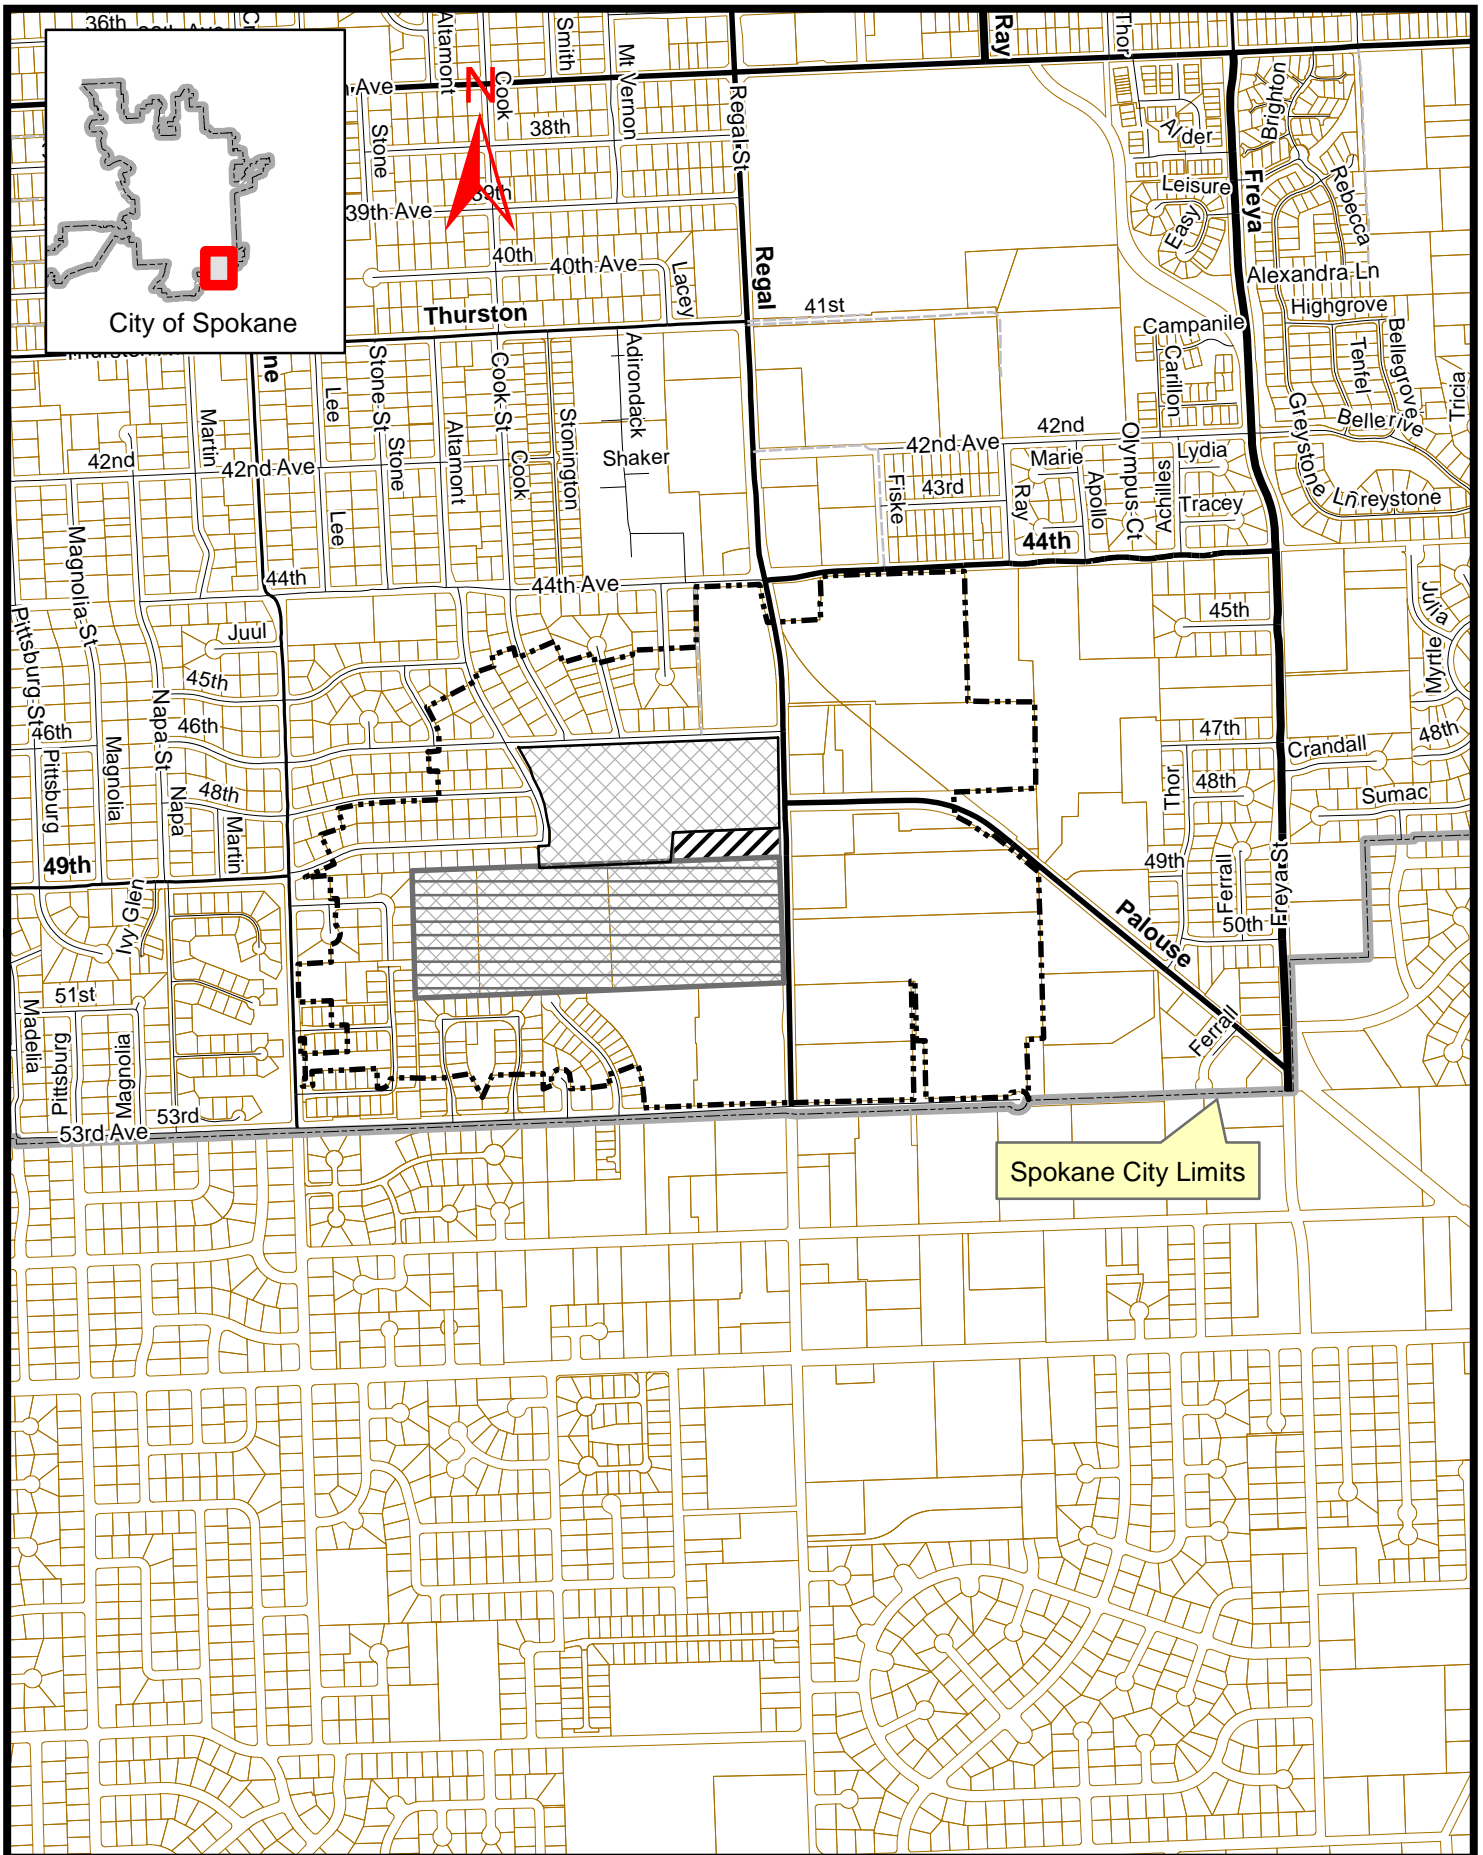 36th
Altamont
Smith
Ray
Thor
Ave
N
Cook
Mt Vernon
Regal St
38th
Stone
39th
39th Ave
40th
40th Ave
Lacey
Regal
41st
Thurston
City of Spokane
Alder
Brighton
Leisure
Easy
Freya
Rebecca
Alexandra Ln
Highgrove
Campanile
Carillon
Tenfel
Bellegrove
Tricia
Bellerive
Greystone
Lee
Stone St
Cook St
Adirondack
Martin
Stone
Altamont
Cook
Stonington
Shaker
42nd
42nd Ave
42nd Ave
42nd
Marie
Olympus Ct
Lydia
Fiske
43rd
Ray
Apollo
Achilles
Tracey
Lee
44th
44th
44th Ave
Magnolia St
Pittsburg St
Juul
45th
45th
Julia
Myrtle
Napa St
46th
46th
47th
Crandall
48th
Pittsburg
Magnolia
Napa
48th
Martin
Thor
48th
Sumac
49th
49th
Ferrall
Freya St
Ivy Glen
Palouse
50th
51st
Madelia
Pittsburg
Magnolia
Ferrall
53rd
53rd Ave
Spokane City Limits